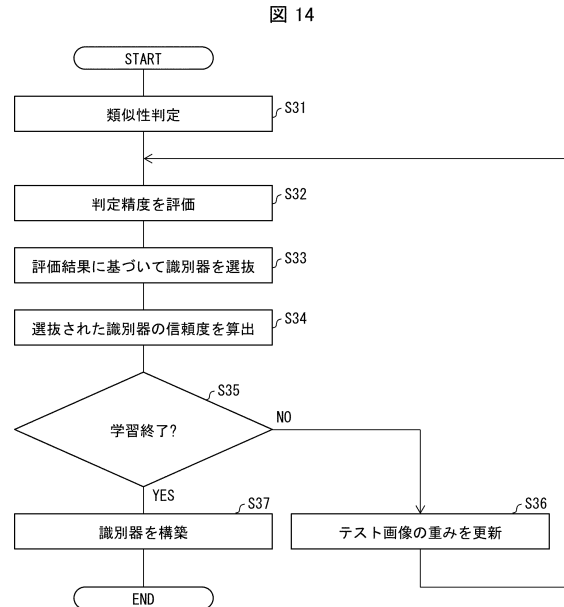 図 14
START
類似性判定
S31
判定精度を評価
S32
評価結果に基づいて識別器を選抜
S33
選抜された識別器の信頼度を算出
S34
学習終了?
S35
NO
YES
識別器を構築
S37
テスト画像の重みを更新
S36
END